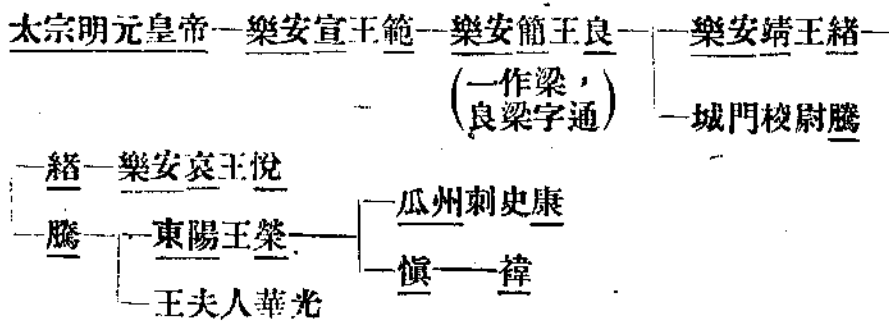 太宗明元皇帝—樂安宣王範—樂安簡王良—樂安靖王緒—
(一作梁，良梁字通)
城門校尉騰
緒—樂安哀王悅
瓜州刺史康
騰—東陽王榮
愼——褘
王夫人華光